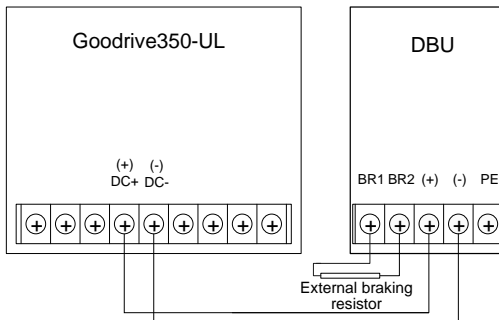 Goodrive350-UL
DBU
(+) (-)
DC+ DC-
BR1 BR2 (+) (-) PE
External braking
resistor